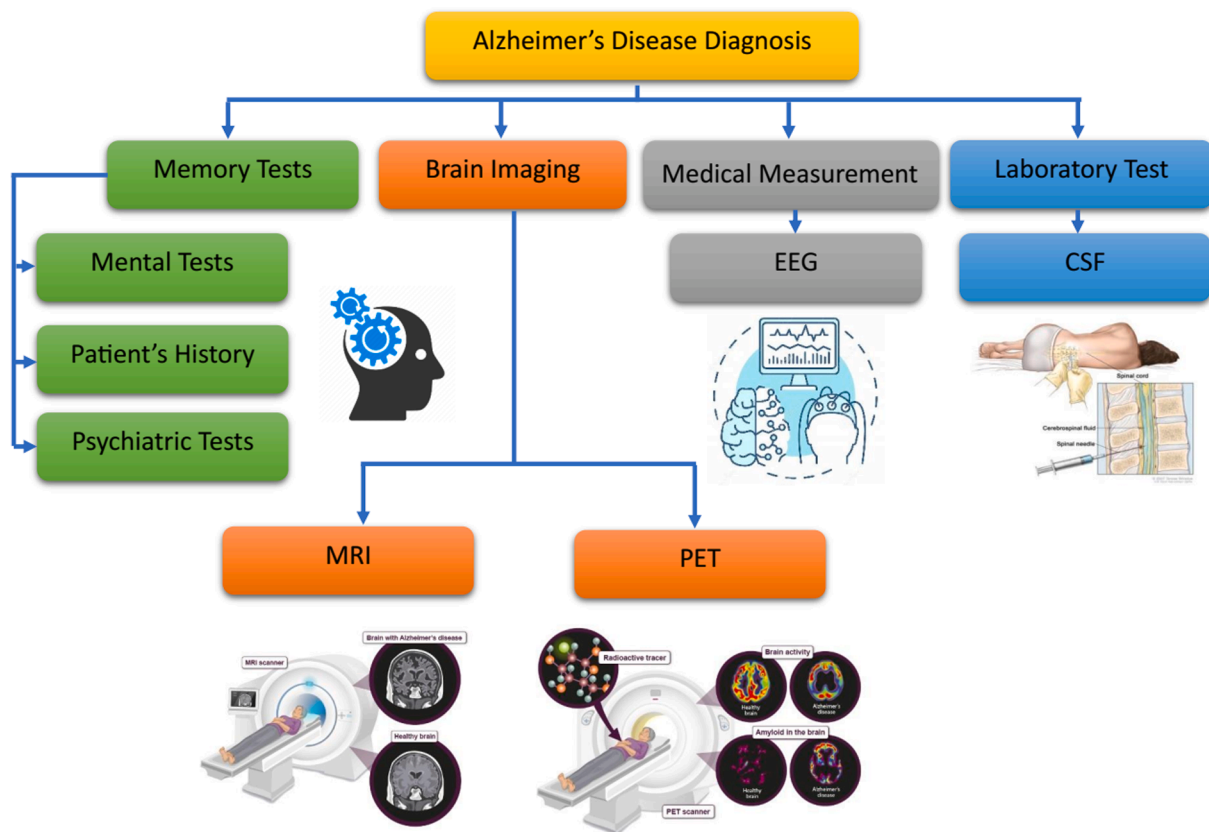 Alzheimer's Disease Diagnosis
Memory Tests
Brain Imaging
Medical Measurement
Laboratory Test
Mental Tests
Patient's History
Psychiatric Tests
EEG
CSF
Spinal cord
Cerebrospinal fluid
Spinal needle
MRI
PET
MRI scanner
Brain with Alzheimer's disease
Healthy brain
Radioactive tracer
PET scanner
Brain activity
Healthy
brain
Alzheimer's
disease
Amyloid in the brain
Healthy
brain
Alzheimer's
disease